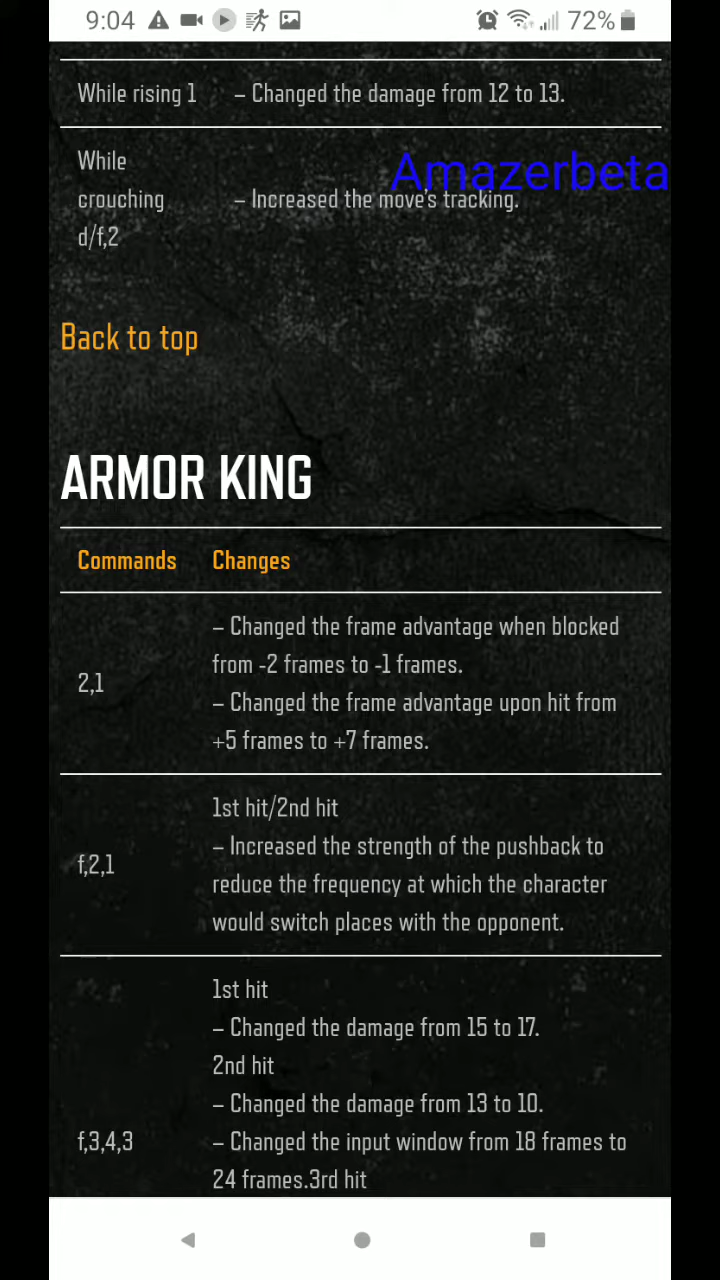 9:04 72%
While rising 1 – Changed the damage from 12 to 13.
Amazerbeta
While
crouching – Increased the move's tracking.
d/f,2
Back to top
ARMOR KING
Commands Changes
– Changed the frame advantage when blocked
from -2 frames to -1 frames.
2,1
– Changed the frame advantage upon hit from
+5 frames to +7 frames.
1st hit/2nd hit
– Increased the strength of the pushback to
f,2,1
reduce the frequency at which the character
would switch places with the opponent.
1st hit
– Changed the damage from 15 to 17.
2nd hit
– Changed the damage from 13 to 10.
f,3,4,3 – Changed the input window from 18 frames to
24 frames.3rd hit